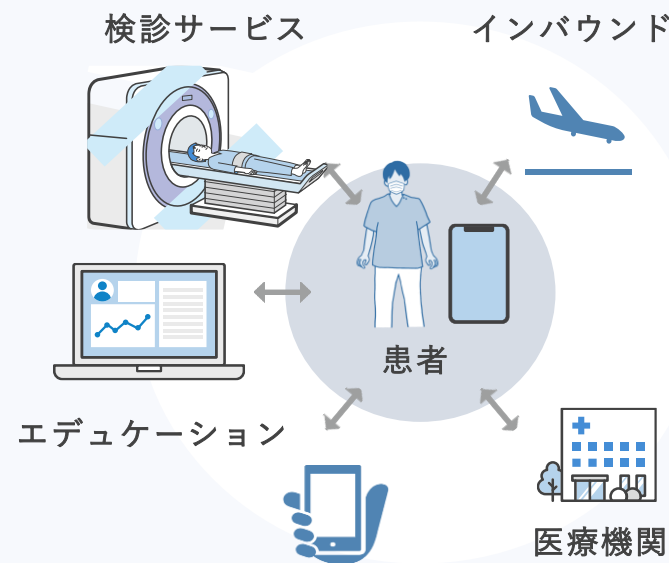 検診サービス
インバウンド
患者
エデュケーション
医療機関